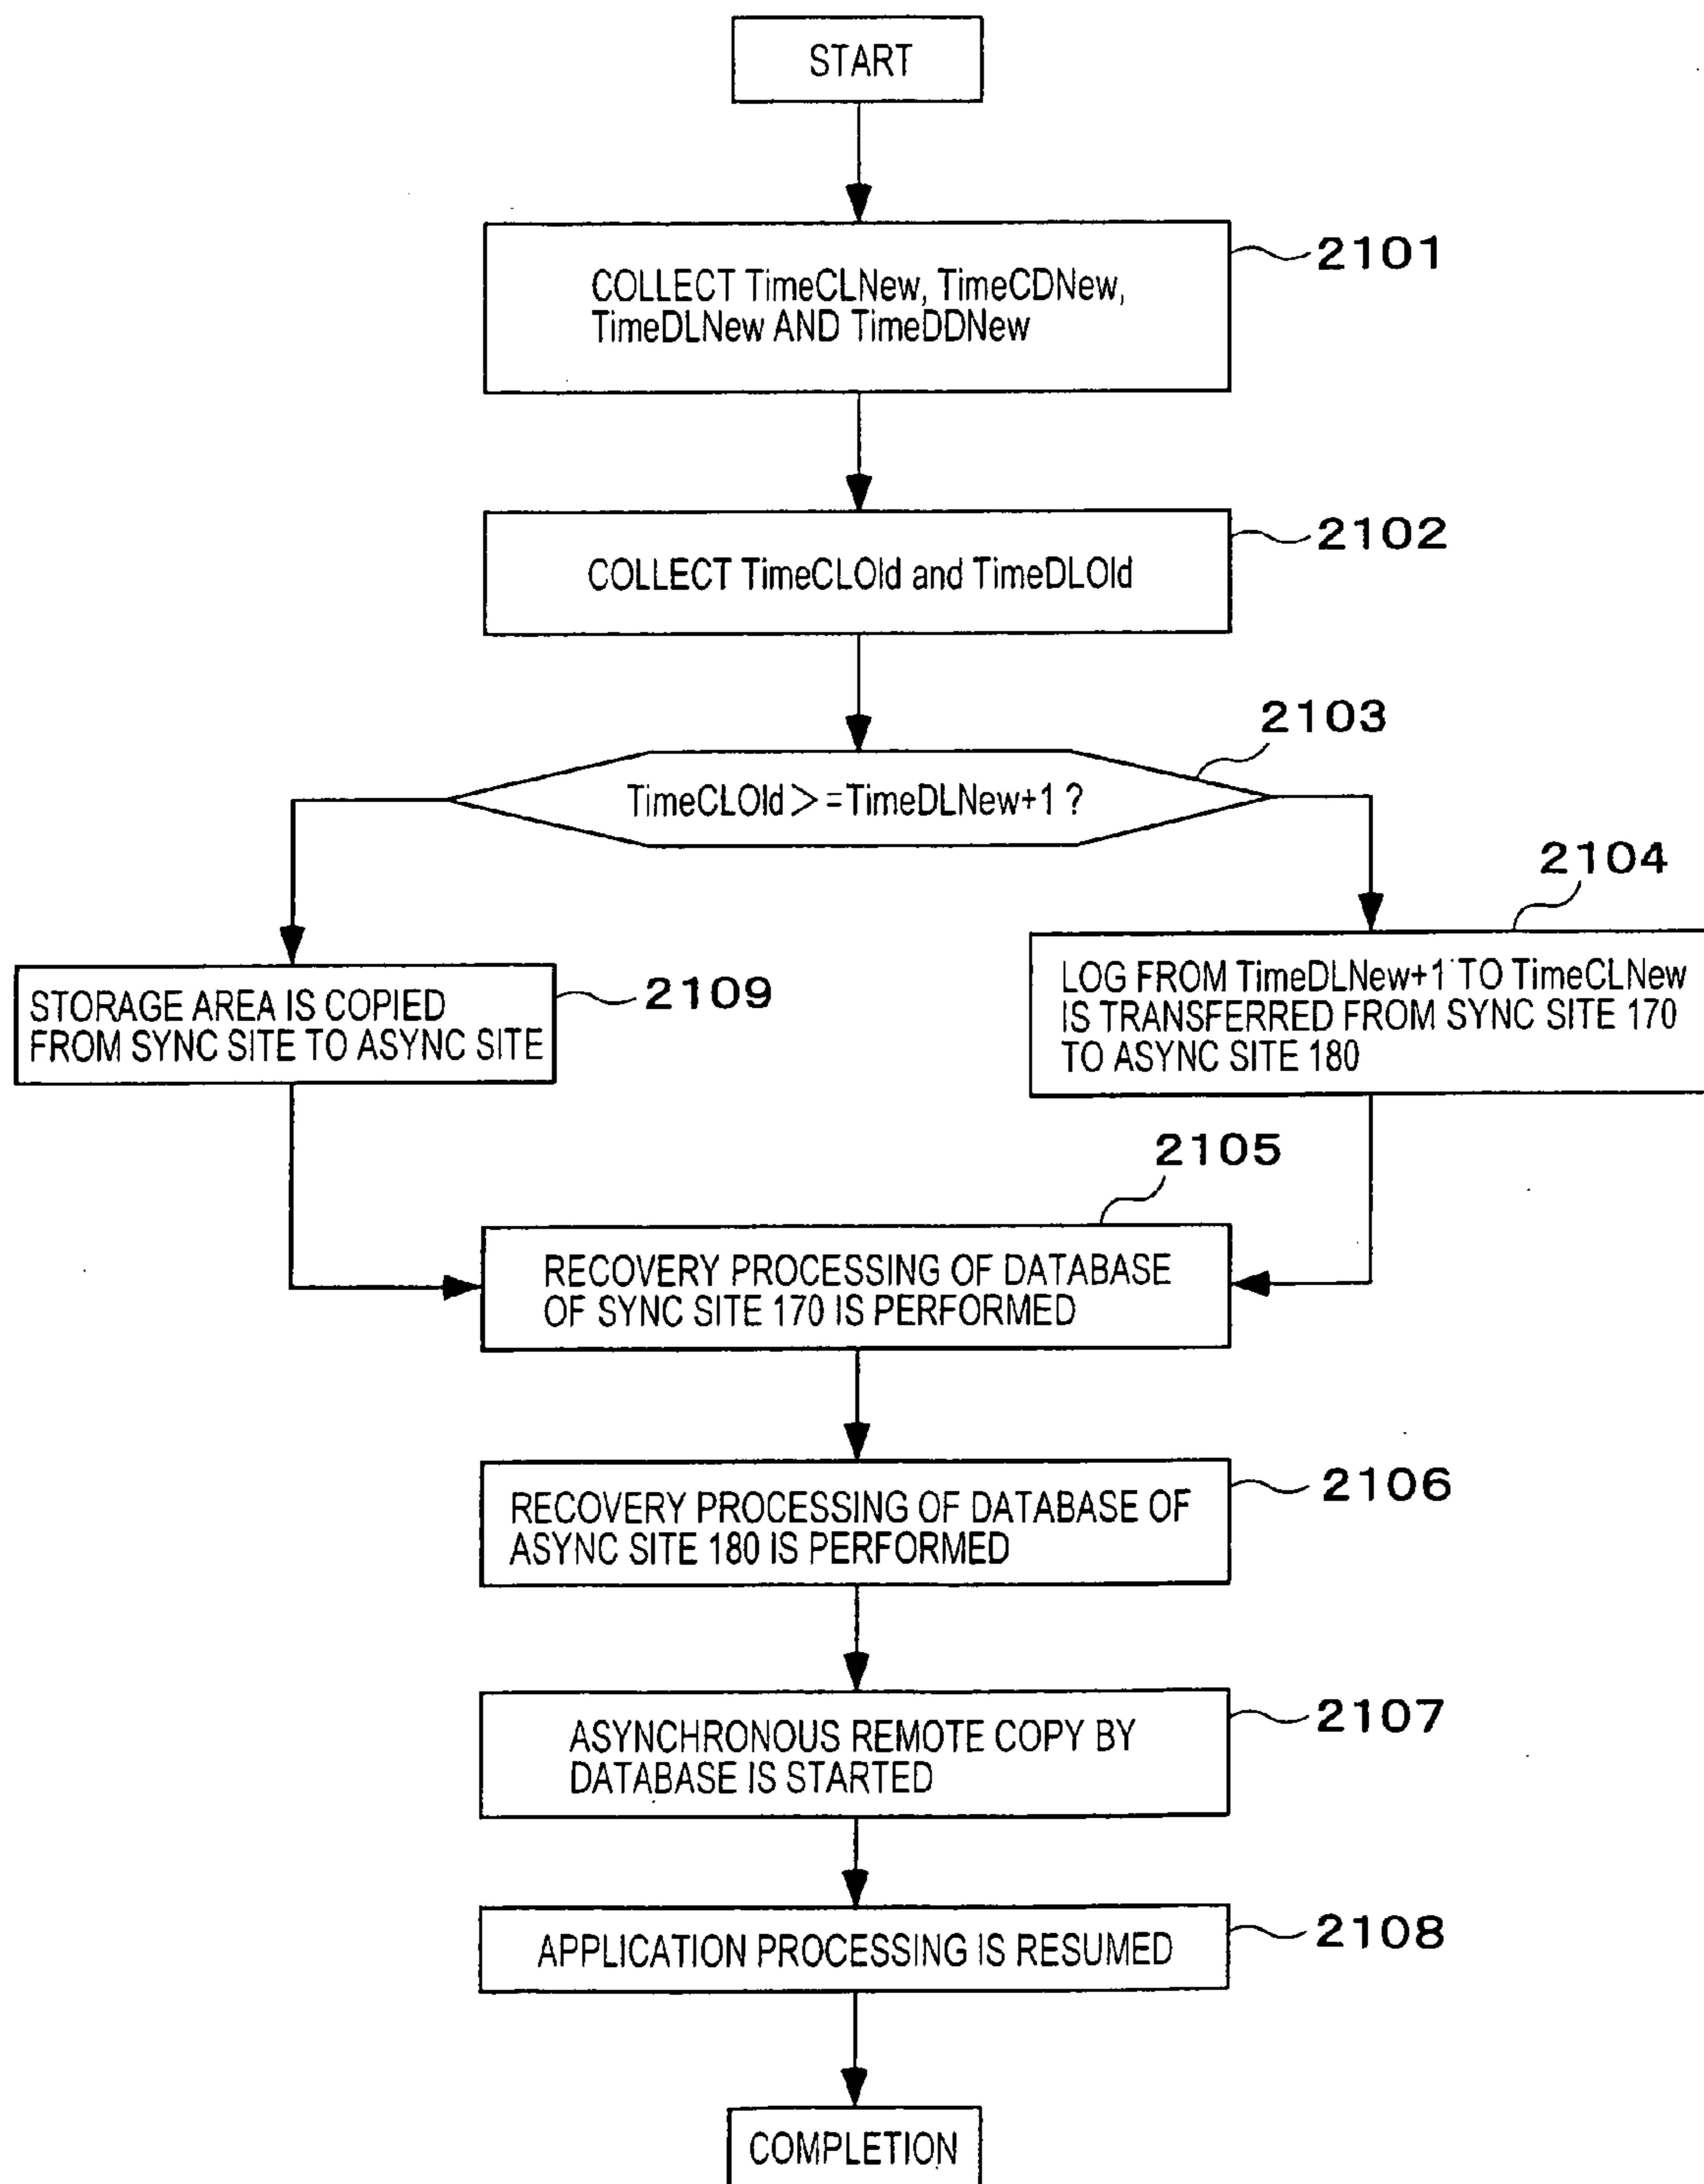 START
2101
COLLECT TimeCLNew, TimeCDNew,
TimeDLNew AND TimeDDNew
2102
COLLECT TimeCLOld and TimeDLOld
2103
TimeCLOld >=TimeDLNew+1 ?
2104
LOG FROM TimeDLNew+1 TO TimeCLNew
IS TRANSFERRED FROM SYNC SITE 170
TO ASYNC SITE 180
2109
STORAGE AREA IS COPIED
FROM SYNC SITE TO ASYNC SITE
2105
RECOVERY PROCESSING OF DATABASE
OF SYNC SITE 170 IS PERFORMED
2106
RECOVERY PROCESSING OF DATABASE OF
ASYNC SITE 180 IS PERFORMED
2107
ASYNCHRONOUS REMOTE COPY BY
DATABASE IS STARTED
2108
APPLICATION PROCESSING IS RESUMED
COMPLETION